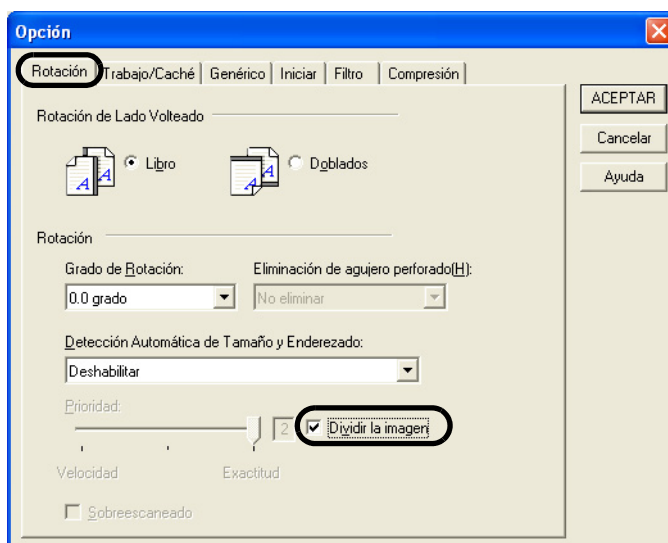 Opción
Rotación Trabajo/Caché Genérico Iniciar Filtro Compresión
ACEPTAR
Cancelar
Ayuda
Rotación de Lado Volteado
A A Libro A A Doblados
Rotación
Grado de Rotación: Eliminación de agujero perforado(H):
0.0 grado No eliminar
Detección Automática de Tamaño y Enderezado:
Deshabilitar
Prioridad:
2 Dividir la imagen
Velocidad Exactitud
Sobreescaneado